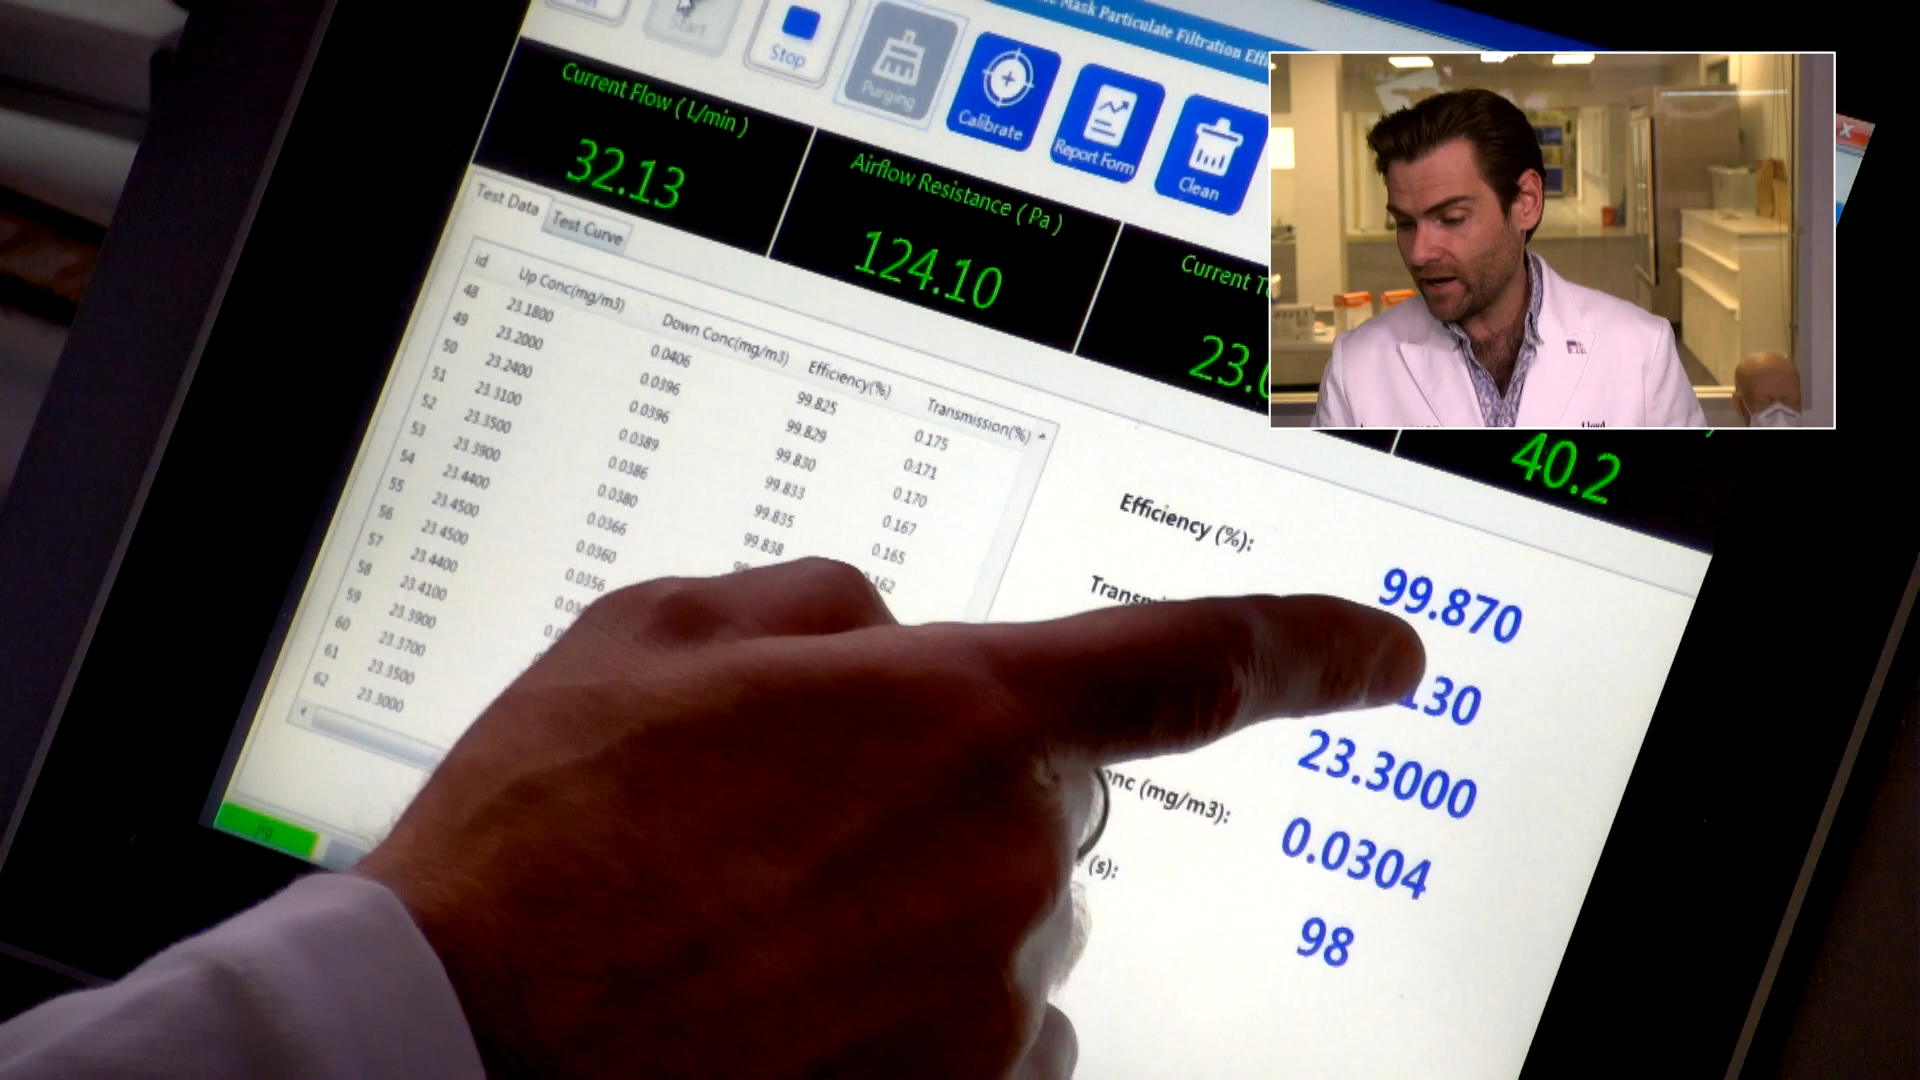 Mask Particulate Filtration
Start
Stop
Purging
Calibrate
Report Form
Clean
Current Flow ( L/min )
32.13
Airflow Resistance ( Pa )
124.10
Current
23.
40.2
Test Data
Test Curve
id Up Conc(mg/m3) Down Conc(mg/m3) Efficiency(%) Transmission(%)
48 23.1800 0.0406 99.825 0.175
49 23.2000 0.0396 99.829 0.171
50 23.2400 0.0396 99.830 0.170
51 23.3100 0.0389 99.833 0.167
52 23.3500 0.0386 99.835 0.165
53 23.3900 0.0380 99.838 0.162
54 23.4400 0.0366
55 23.4500 0.0360
56 23.4500 0.0356
57 23.4400
58 23.4100
59 23.3900
60 23.3700
61 23.3500
62 23.3000
Efficiency (%):
99.870
130
23.3000
(mg/m3):
0.0304
(s):
98